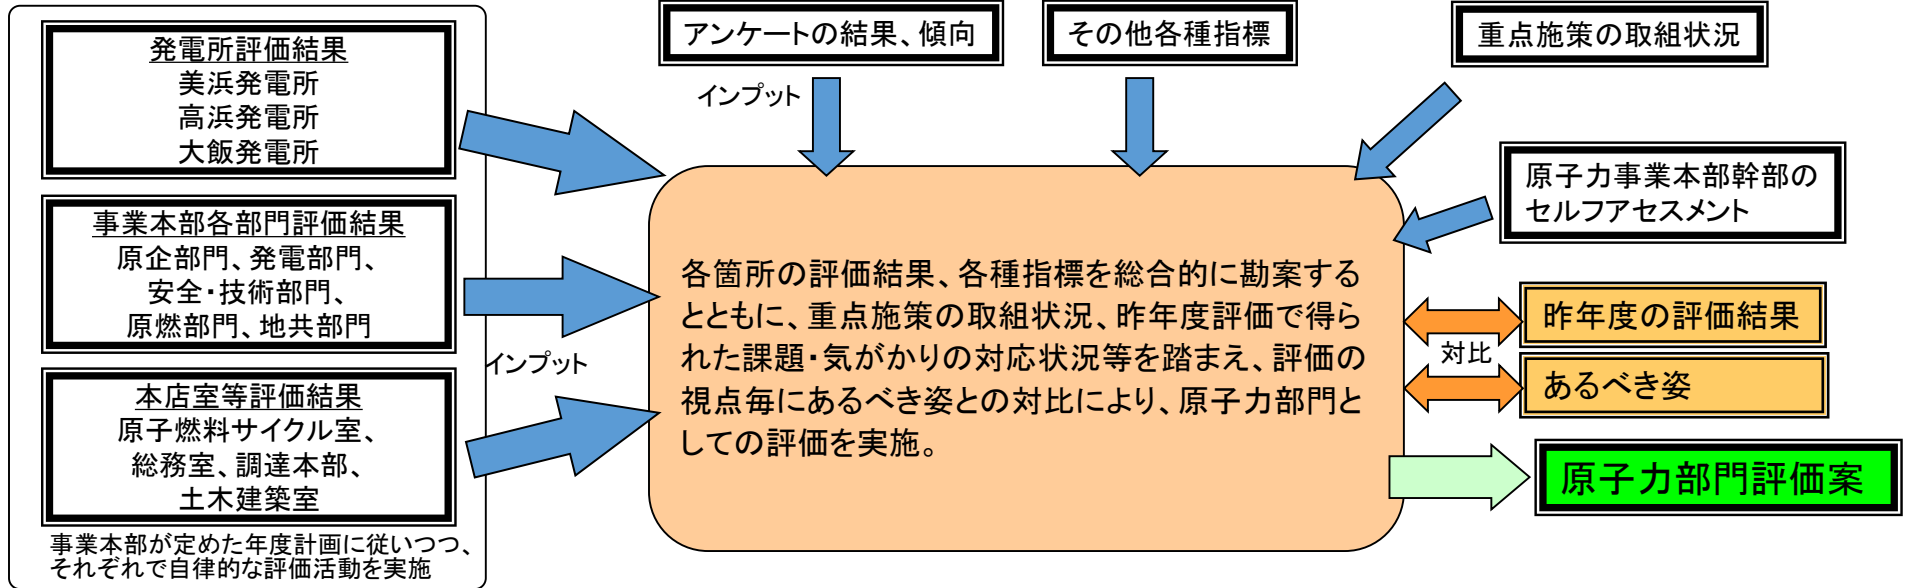 発電所評価結果
美浜発電所
高浜発電所
大飯発電所
事業本部各部門評価結果
原企部門、発電部門、
安全・技術部門、
原燃部門、地共部門
本店室等評価結果
原子燃料サイクル室、
総務室、調達本部、
土木建築室
事業本部が定めた年度計画に従いつつ、
それぞれで自律的な評価活動を実施
インプット
アンケートの結果、傾向
インプット
その他各種指標
重点施策の取組状況
原子力事業本部幹部の
セルフアセスメント
各箇所の評価結果、各種指標を総合的に勘案する
とともに、重点施策の取組状況、昨年度評価で得ら
れた課題・気がかりの対応状況等を踏まえ、評価の
視点毎にあるべき姿との対比により、原子力部門と
しての評価を実施。
昨年度の評価結果
対比
あるべき姿
原子力部門評価案